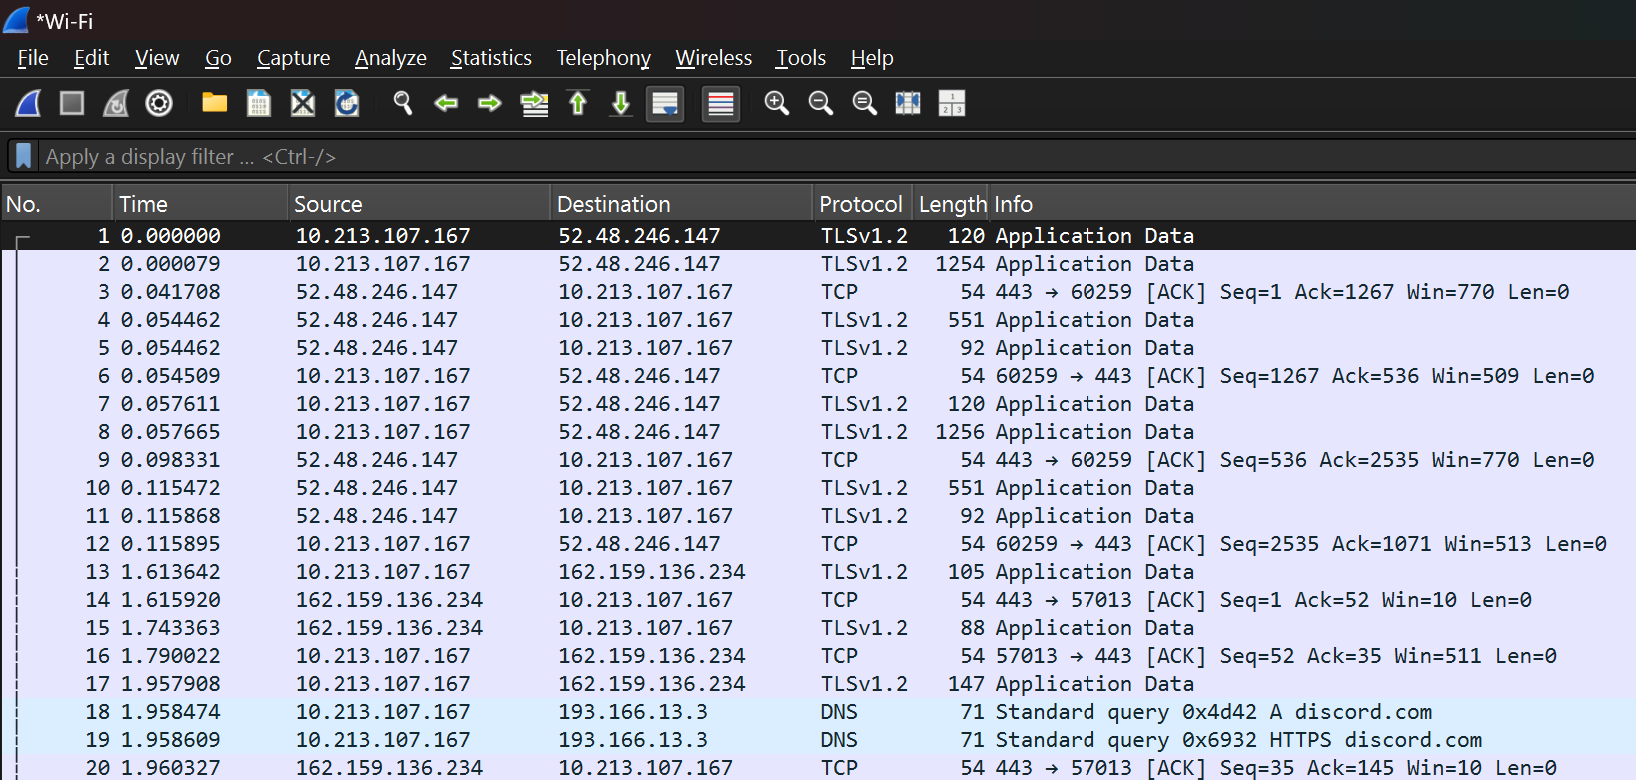 *Wi-Fi
File Edit View Go Capture Analyze Statistics Telephony Wireless Tools Help
Apply a display filter ... <Ctrl-/>
No. Time Source Destination Protocol Length Info
1 0.000000 10.213.107.167 52.48.246.147 TLSv1.2 120 Application Data
2 0.000079 10.213.107.167 52.48.246.147 TLSv1.2 1254 Application Data
3 0.041708 52.48.246.147 10.213.107.167 TCP 54 443 → 60259 [ACK] Seq=1 Ack=1267 Win=770 Len=0
4 0.054462 52.48.246.147 10.213.107.167 TLSv1.2 551 Application Data
5 0.054462 52.48.246.147 10.213.107.167 TLSv1.2 92 Application Data
6 0.054509 10.213.107.167 52.48.246.147 TCP 54 60259 → 443 [ACK] Seq=1267 Ack=536 Win=509 Len=0
7 0.057611 10.213.107.167 52.48.246.147 TLSv1.2 120 Application Data
8 0.057665 10.213.107.167 52.48.246.147 TLSv1.2 1256 Application Data
9 0.098331 52.48.246.147 10.213.107.167 TCP 54 443 → 60259 [ACK] Seq=536 Ack=2535 Win=770 Len=0
10 0.115472 52.48.246.147 10.213.107.167 TLSv1.2 551 Application Data
11 0.115868 52.48.246.147 10.213.107.167 TLSv1.2 92 Application Data
12 0.115895 10.213.107.167 52.48.246.147 TCP 54 60259 → 443 [ACK] Seq=2535 Ack=1071 Win=513 Len=0
13 1.613642 10.213.107.167 162.159.136.234 TLSv1.2 105 Application Data
14 1.615920 162.159.136.234 10.213.107.167 TCP 54 443 → 57013 [ACK] Seq=1 Ack=52 Win=10 Len=0
15 1.743363 162.159.136.234 10.213.107.167 TLSv1.2 88 Application Data
16 1.790022 10.213.107.167 162.159.136.234 TCP 54 57013 → 443 [ACK] Seq=52 Ack=35 Win=511 Len=0
17 1.957908 10.213.107.167 162.159.136.234 TLSv1.2 147 Application Data
18 1.958474 10.213.107.167 193.166.13.3 DNS 71 Standard query 0x4d42 A discord.com
19 1.958609 10.213.107.167 193.166.13.3 DNS 71 Standard query 0x6932 HTTPS discord.com
20 1.960327 162.159.136.234 10.213.107.167 TCP 54 443 → 57013 [ACK] Seq=35 Ack=145 Win=10 Len=0